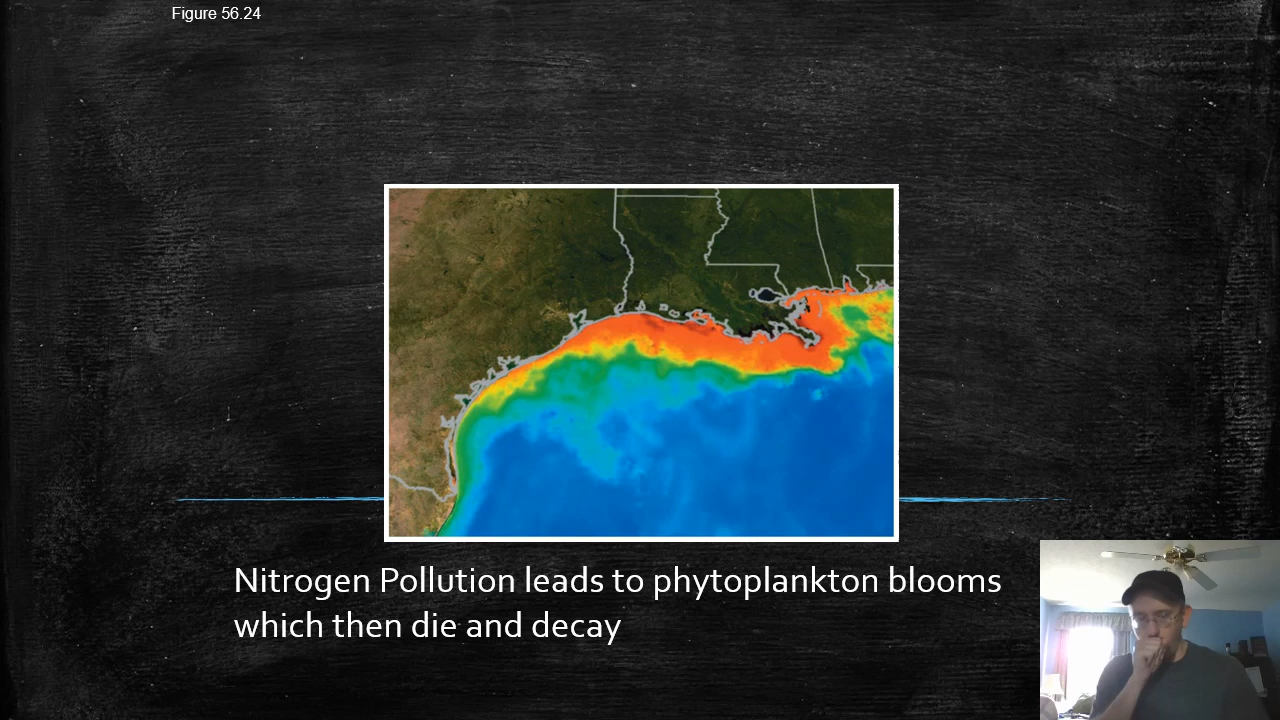 Figure 56.24
Nitrogen Pollution leads to phytoplankton blooms
which then die and decay